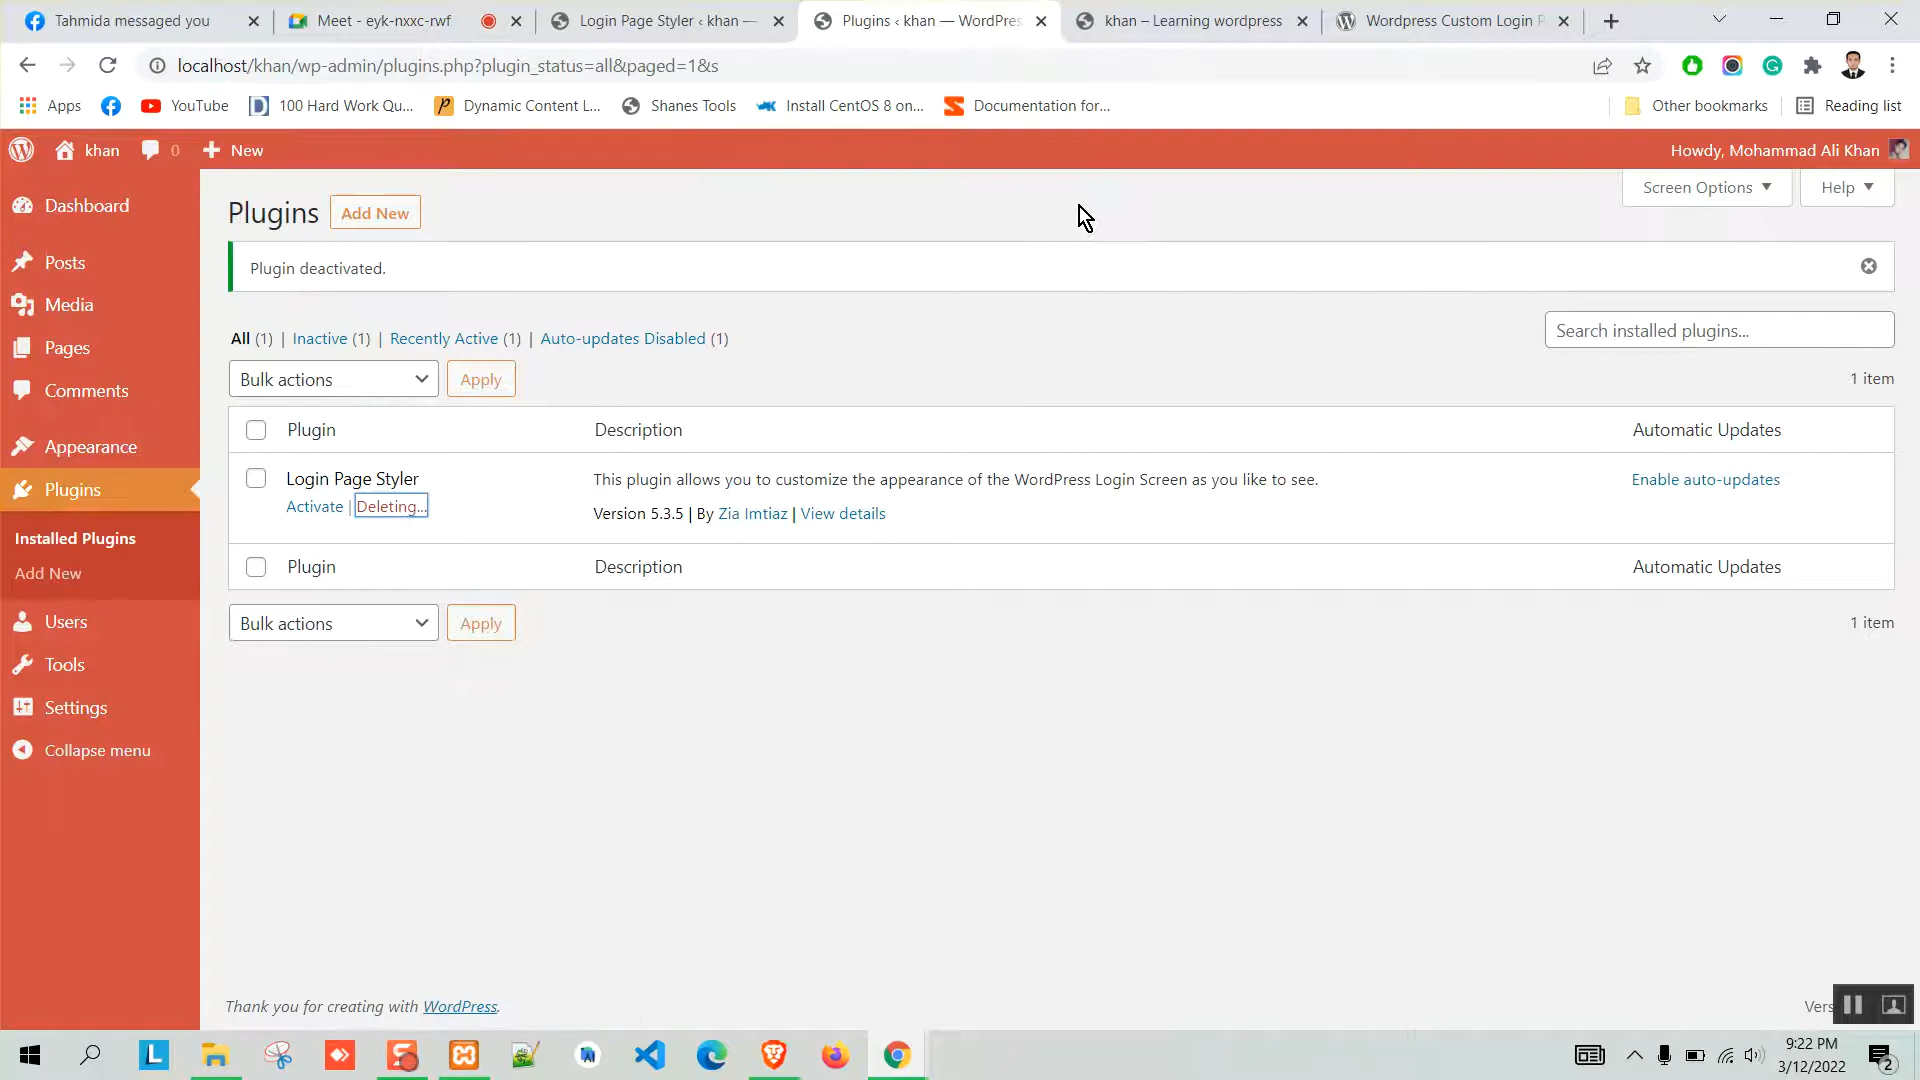 Tahmida messaged you
Meet - eyk-nxxc-rwf
Login Page Styler ‹ khan —
Plugins ‹ khan — WordPres
khan – Learning wordpress
Wordpress Custom Login P
localhost/khan/wp-admin/plugins.php?plugin_status=all&paged=1&s
Apps
YouTube
100 Hard Work Qu...
Dynamic Content L...
Shanes Tools
Install CentOS 8 on...
Documentation for...
Other bookmarks
Reading list
khan
0
New
Howdy, Mohammad Ali Khan
Dashboard
Posts
Media
Pages
Comments
Appearance
Plugins
Installed Plugins
Add New
Users
Tools
Settings
Collapse menu
Screen Options
Help
Plugins
Add New
Plugin deactivated.
All (1) | Inactive (1) | Recently Active (1) | Auto-updates Disabled (1)
Search installed plugins...
Bulk actions
Apply
1 item
Plugin
Description
Automatic Updates
Login Page Styler
This plugin allows you to customize the appearance of the WordPress Login Screen as you like to see.
Enable auto-updates
Activate | Deleting...
Version 5.3.5 | By Zia Imtiaz | View details
Plugin
Description
Automatic Updates
Bulk actions
Apply
1 item
Thank you for creating with WordPress.
Vers
9:22 PM
3/12/2022
2